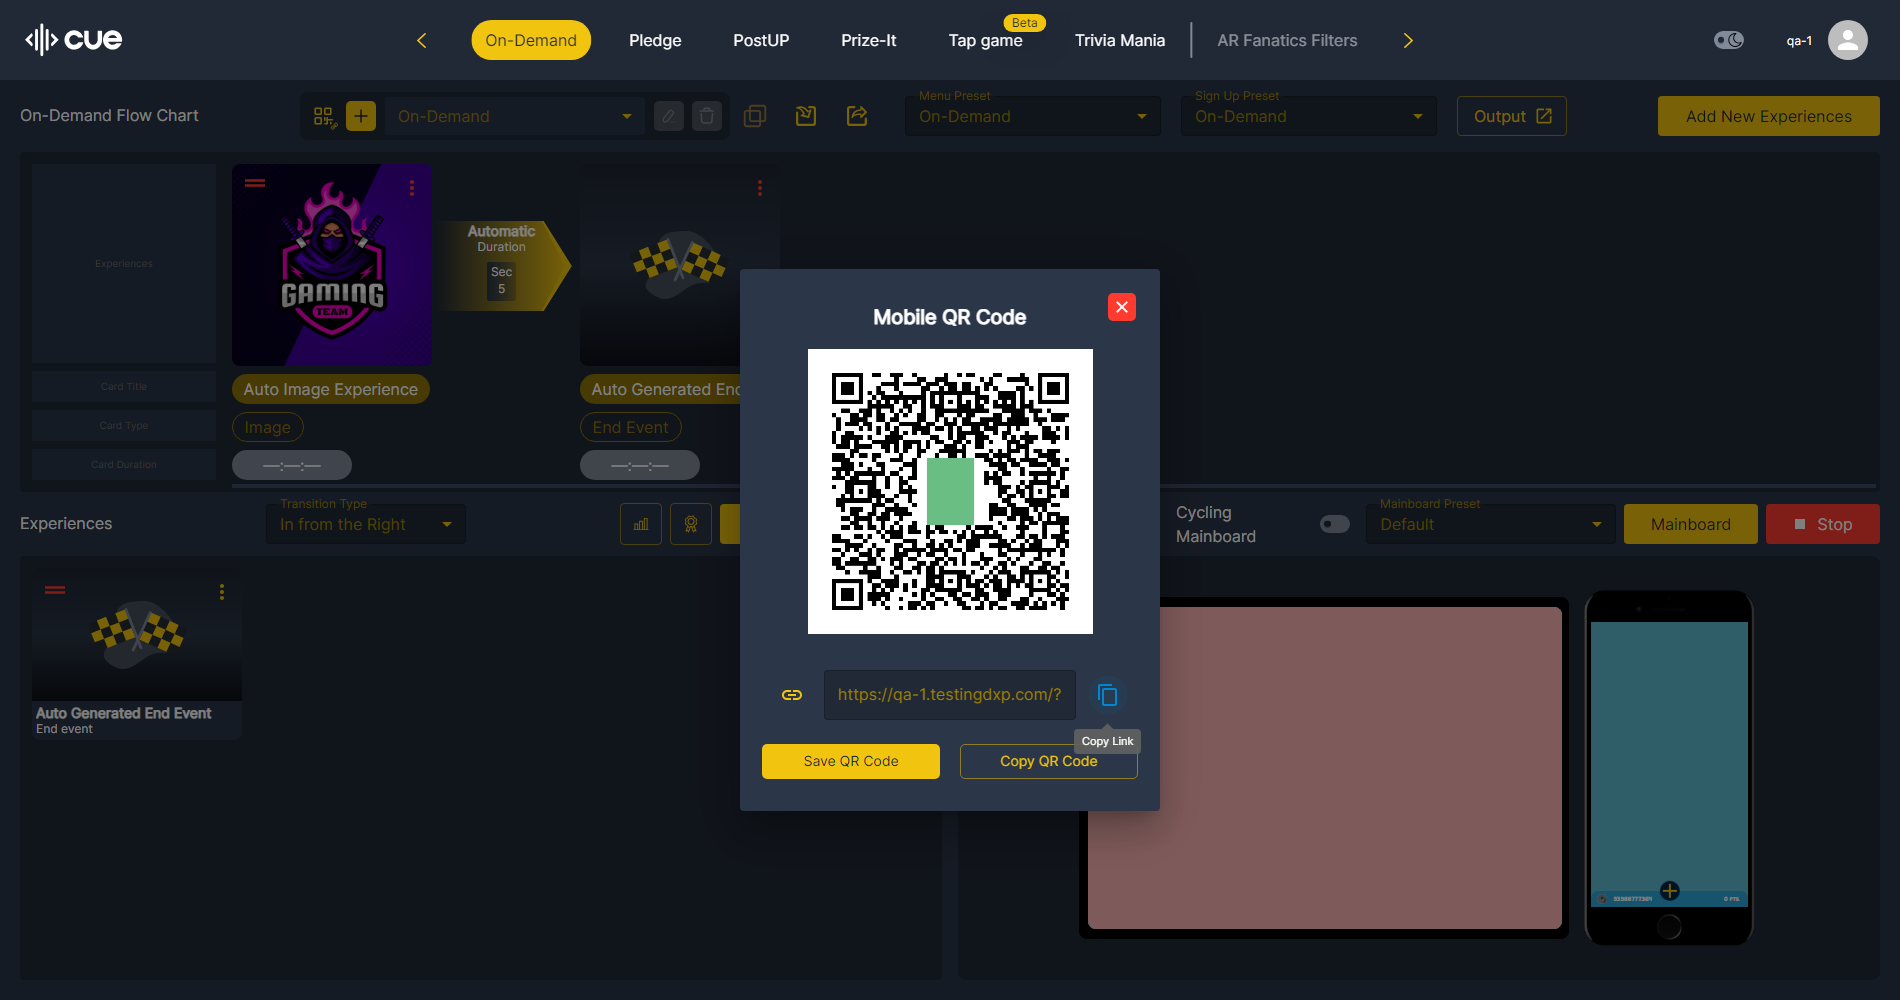 cue
On-Demand
Pledge
PostUP
Prize-It
Beta
Tap game
Trivia Mania
AR Fanatics Filters
qa-1
On-Demand Flow Chart
On-Demand
Menu Preset
On-Demand
Sign Up Preset
On-Demand
Output
Add New Experiences
Experiences
Card Title
Card Type
Card Duration
GAMING
TEAM
Auto Image Experience
Image
—:—:—
Automatic
Duration
Sec
5
Auto Generated End
End Event
—:—:—
Mobile QR Code
https://qa-1.testingdxp.com/?
Copy Link
Save QR Code
Copy QR Code
Experiences
Transition Type
In from the Right
Cycling
Mainboard
Mainboard Preset
Default
Mainboard
Stop
Auto Generated End Event
End event
0 PTS